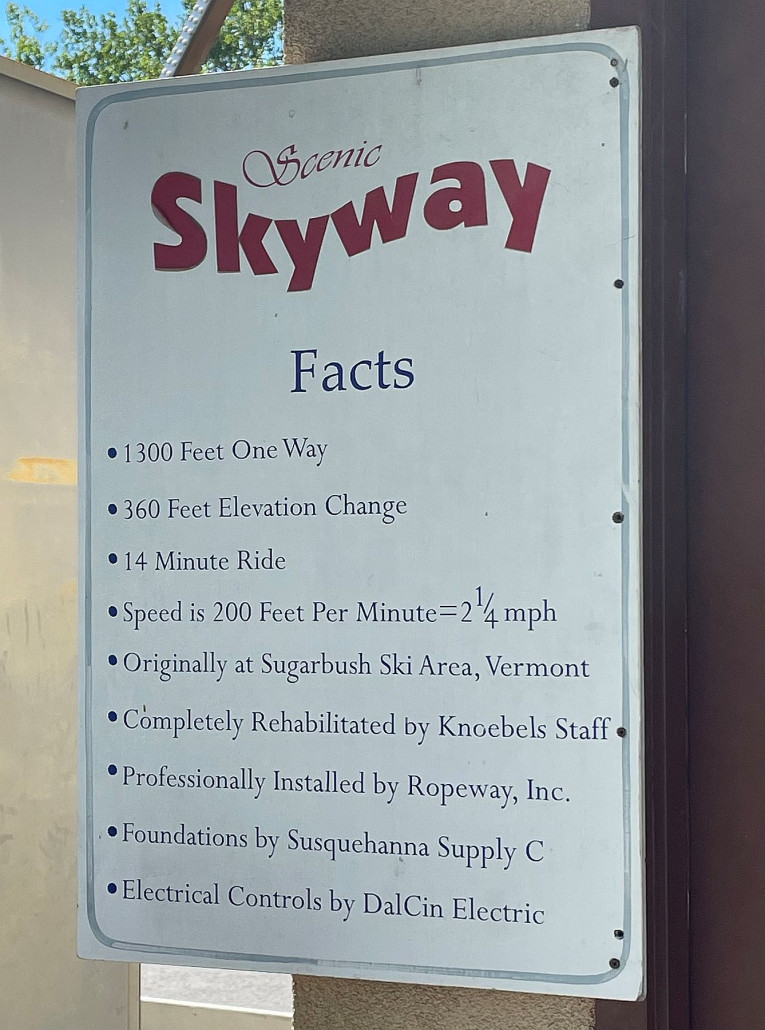 Scenic
Skyway
Facts
• 1300 Feet One Way
• 360 Feet Elevation Change
• 14 Minute Ride
• Speed is 200 Feet Per Minute=2 1/4 mph
• Originally at Sugarbush Ski Area, Vermont
• Completely Rehabilitated by Knoebels Staff
• Professionally Installed by Ropeway, Inc.
• Foundations by Susquehanna Supply C
• Electrical Controls by DalCin Electric